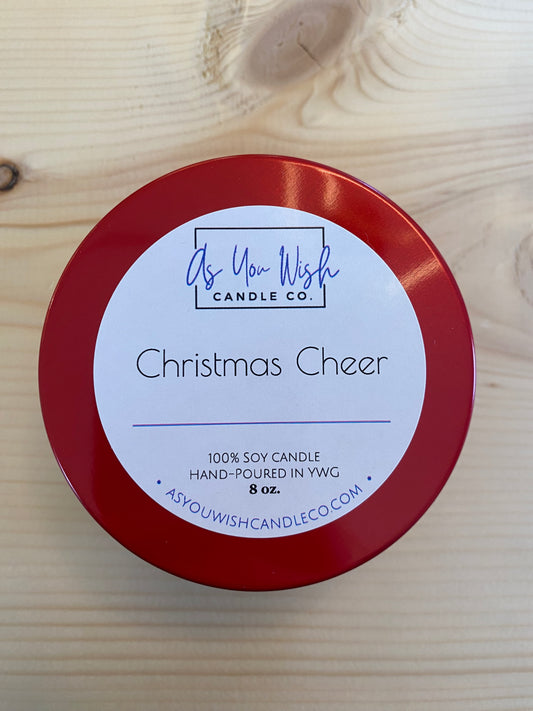 As You Wish
CANDLE CO.
Christmas Cheer
100% SOY CANDLE
HAND-POURED IN YWG
8 oz.
• ASYOUWISHCANDLECO.COM •